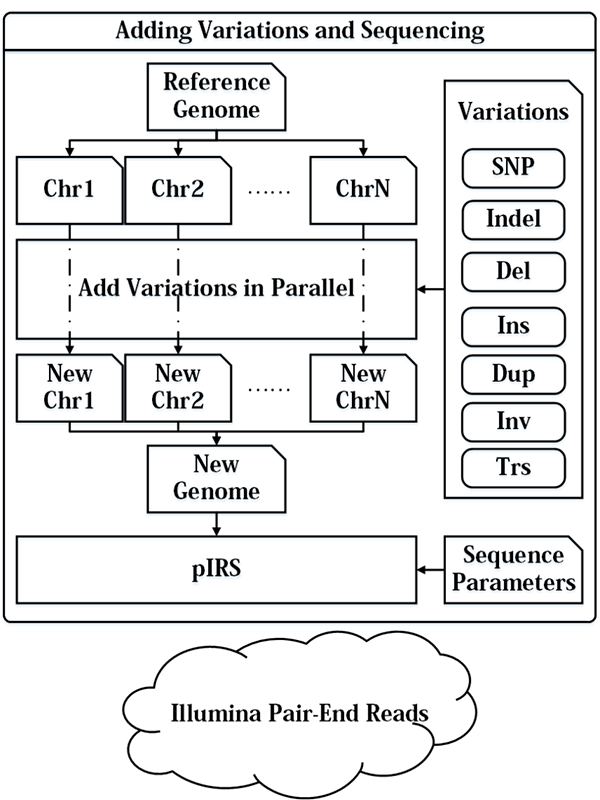 Adding Variations and Sequencing
Reference
Genome
Variations
Chr1
Chr2
......
ChrN
SNP
Indel
Del
Add Variations in Parallel
Ins
New
Chr1
New
Chr2
......
New
ChrN
Dup
Inv
Trs
New
Genome
pIRS
Sequence
Parameters
Illumina Pair-End Reads